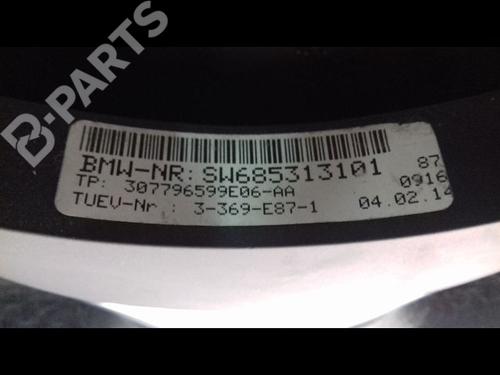 B-PARTS
BMW-NR: SW685313101 87
TP: 307796599E06-AA 0916
TUEV-Nr : 3-369-E87-1 04.02.14